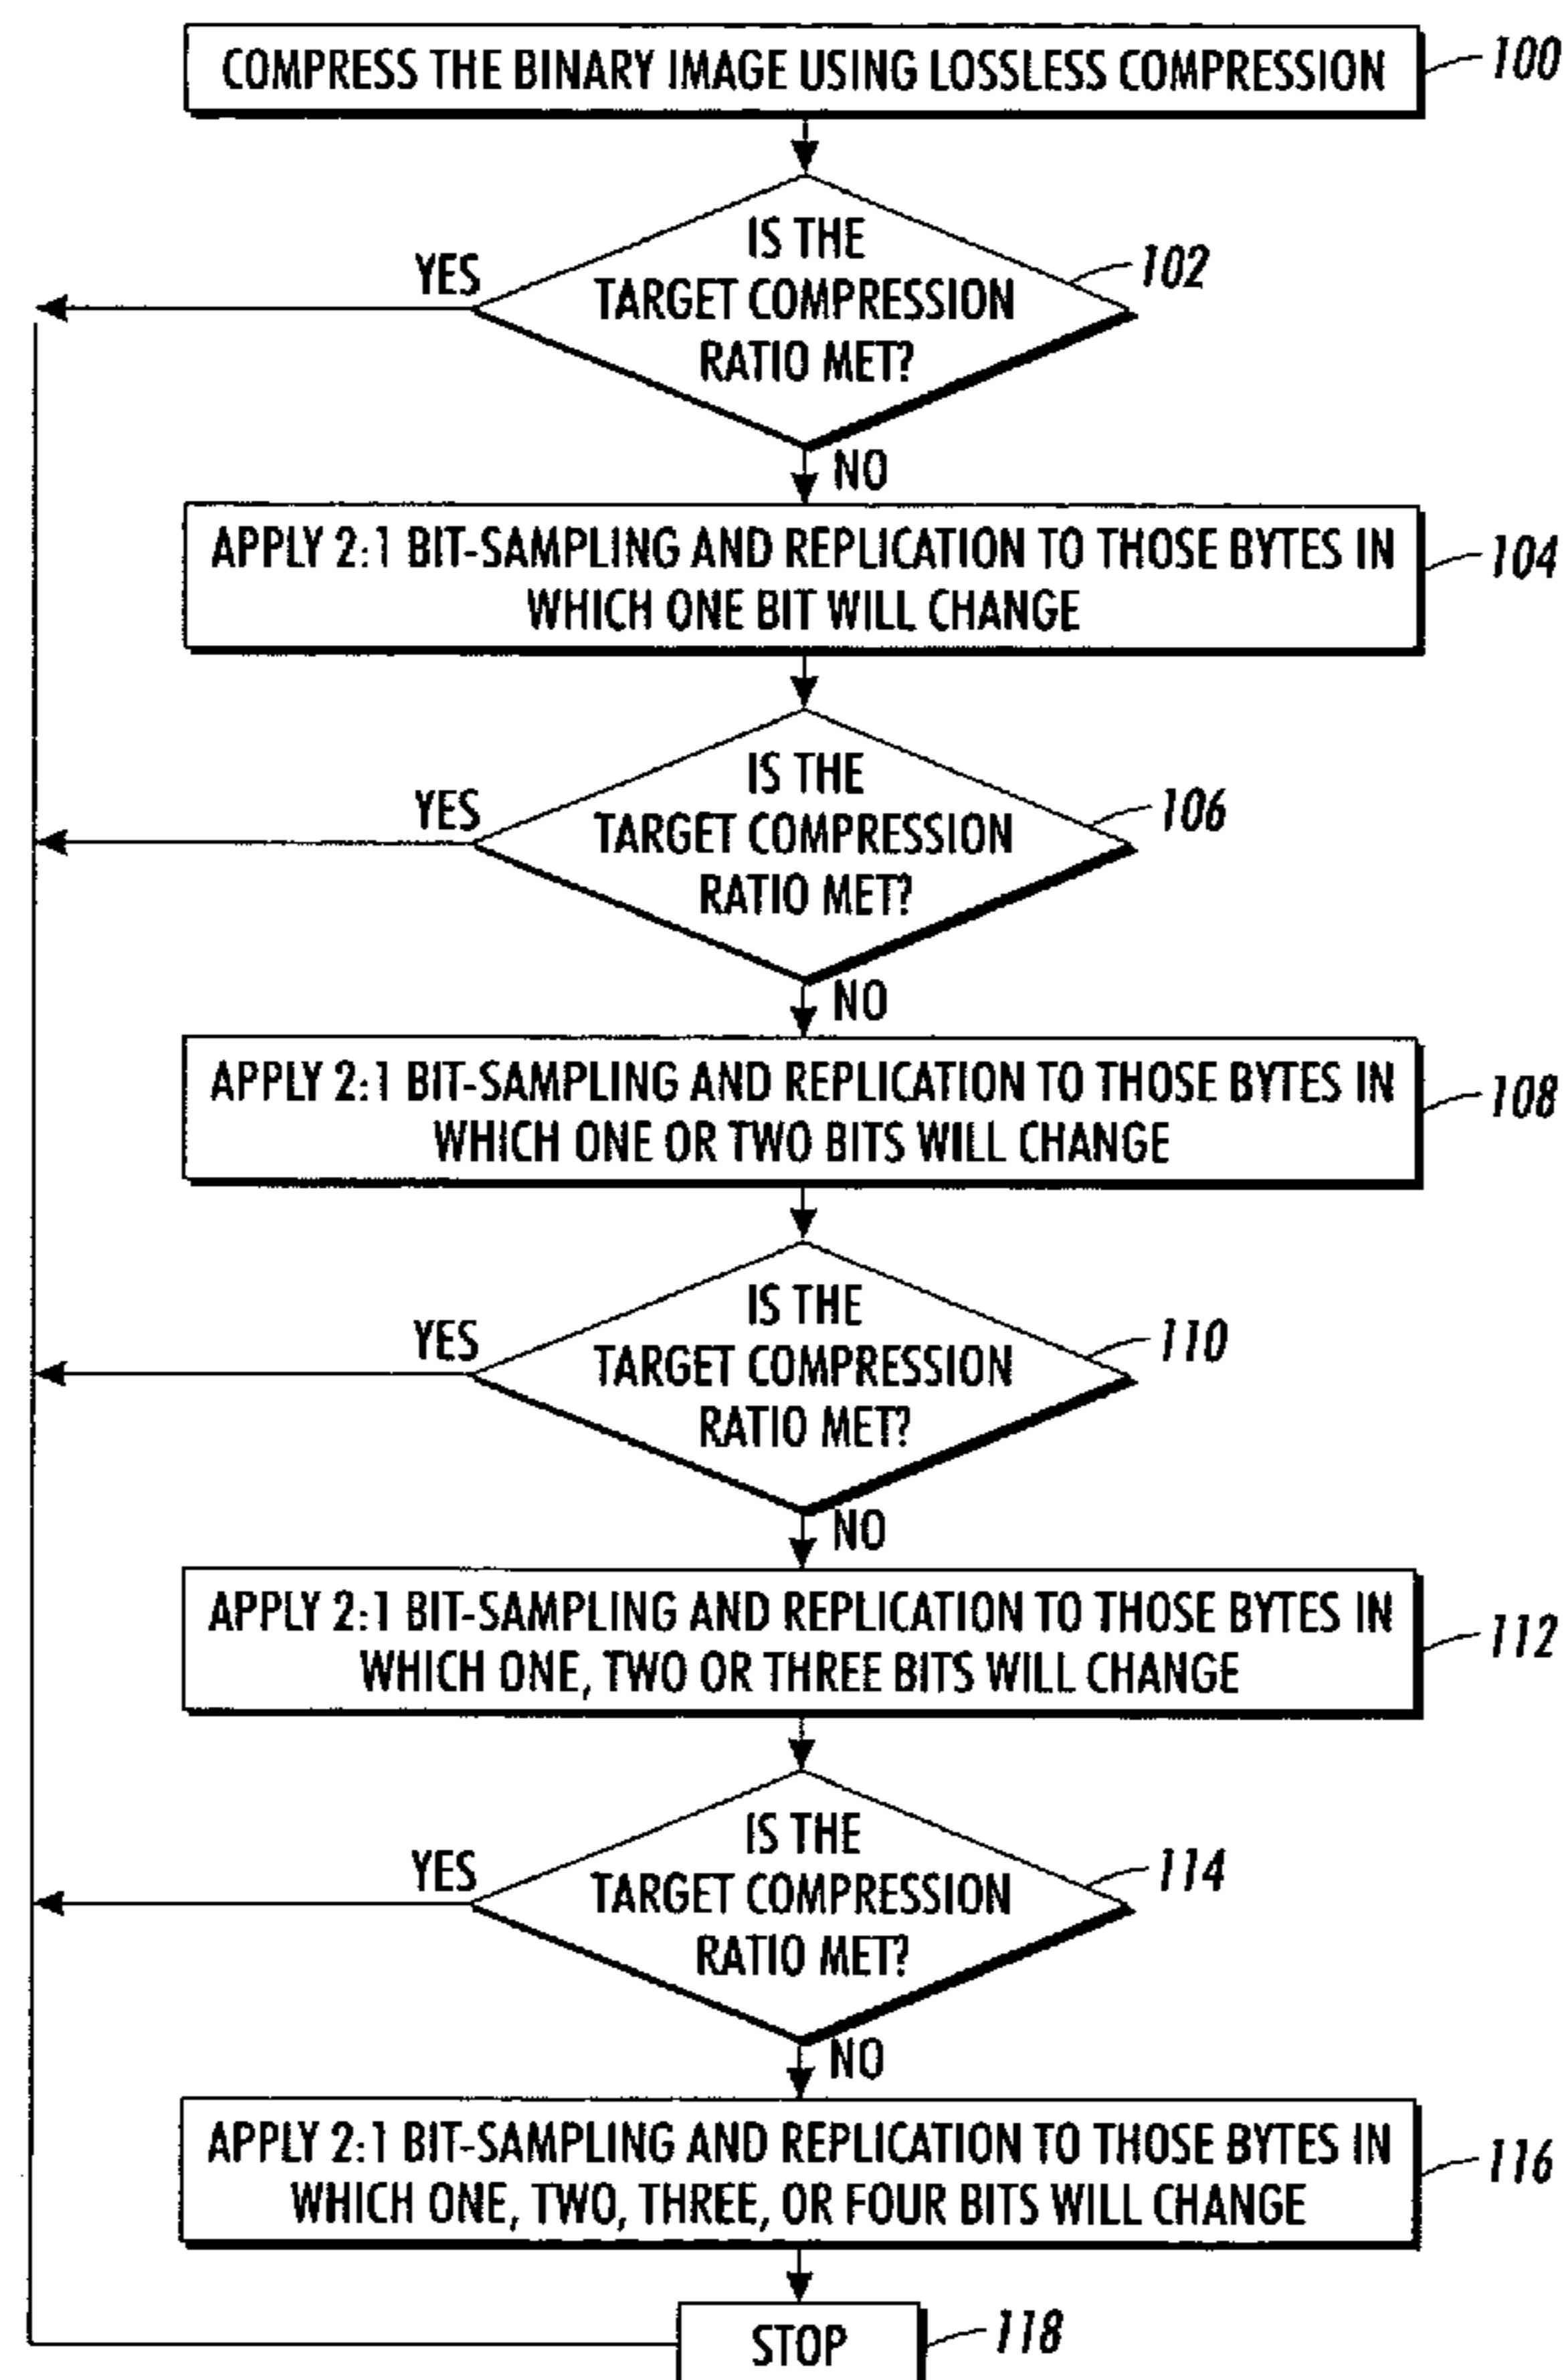 COMPRESS THE BINARY IMAGE USING LOSSLESS COMPRESSION
100
IS THE
TARGET COMPRESSION
RATIO MET?
102
YES
NO
APPLY 2:1 BIT-SAMPLING AND REPLICATION TO THOSE BYTES IN
WHICH ONE BIT WILL CHANGE
104
IS THE
TARGET COMPRESSION
RATIO MET?
106
YES
NO
APPLY 2:1 BIT-SAMPLING AND REPLICATION TO THOSE BYTES IN
WHICH ONE OR TWO BITS WILL CHANGE
108
IS THE
TARGET COMPRESSION
RATIO MET?
110
YES
NO
APPLY 2:1 BIT-SAMPLING AND REPLICATION TO THOSE BYTES IN
WHICH ONE, TWO OR THREE BITS WILL CHANGE
112
IS THE
TARGET COMPRESSION
RATIO MET?
114
YES
NO
APPLY 2:1 BIT-SAMPLING AND REPLICATION TO THOSE BYTES IN
WHICH ONE, TWO, THREE, OR FOUR BITS WILL CHANGE
116
STOP
118